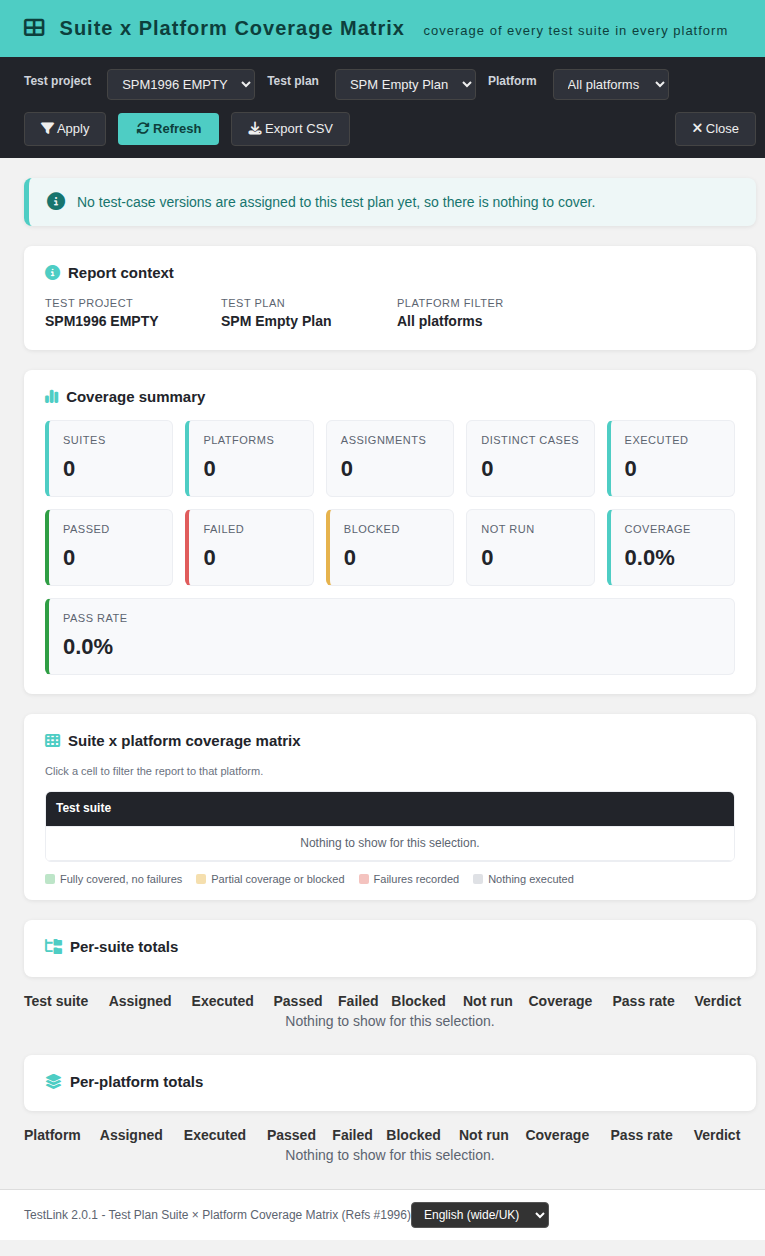 Suite x Platform Coverage Matrix coverage of every test suite in every platform
Test project SPM1996 EMPTY Test plan SPM Empty Plan Platform All platforms
Apply Refresh Export CSV Close
No test-case versions are assigned to this test plan yet, so there is nothing to cover.
Report context
TEST PROJECT TEST PLAN PLATFORM FILTER
SPM1996 EMPTY SPM Empty Plan All platforms
Coverage summary
SUITES PLATFORMS ASSIGNMENTS DISTINCT CASES EXECUTED
0 0 0 0 0
PASSED FAILED BLOCKED NOT RUN COVERAGE
0 0 0 0 0.0%
PASS RATE
0.0%
Suite x platform coverage matrix
Click a cell to filter the report to that platform.
Test suite
Nothing to show for this selection.
Fully covered, no failures Partial coverage or blocked Failures recorded Nothing executed
Per-suite totals
Test suite Assigned Executed Passed Failed Blocked Not run Coverage Pass rate Verdict
Nothing to show for this selection.
Per-platform totals
Platform Assigned Executed Passed Failed Blocked Not run Coverage Pass rate Verdict
Nothing to show for this selection.
TestLink 2.0.1 - Test Plan Suite × Platform Coverage Matrix (Refs #1996) English (wide/UK)